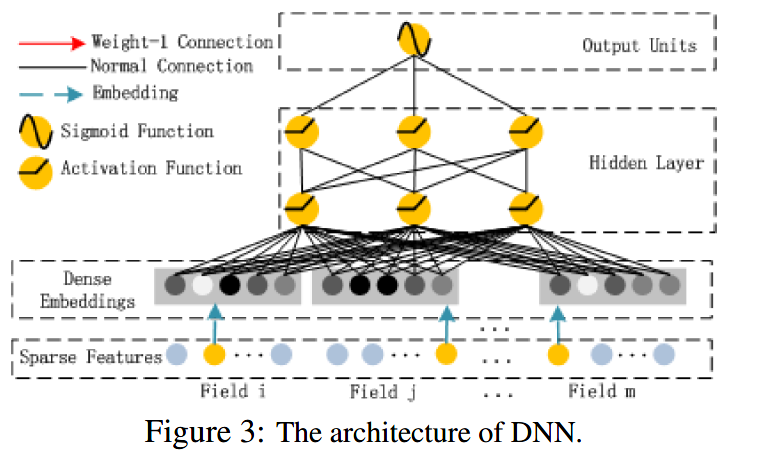 Weight-1 Connection
Normal Connection
Embedding
Sigmoid Function
Activation Function
Output Units
Hidden Layer
Dense
Embeddings
...
Sparse Features
...
...
...
...
Field i
Field j
...
Field m
Figure 3: The architecture of DNN.